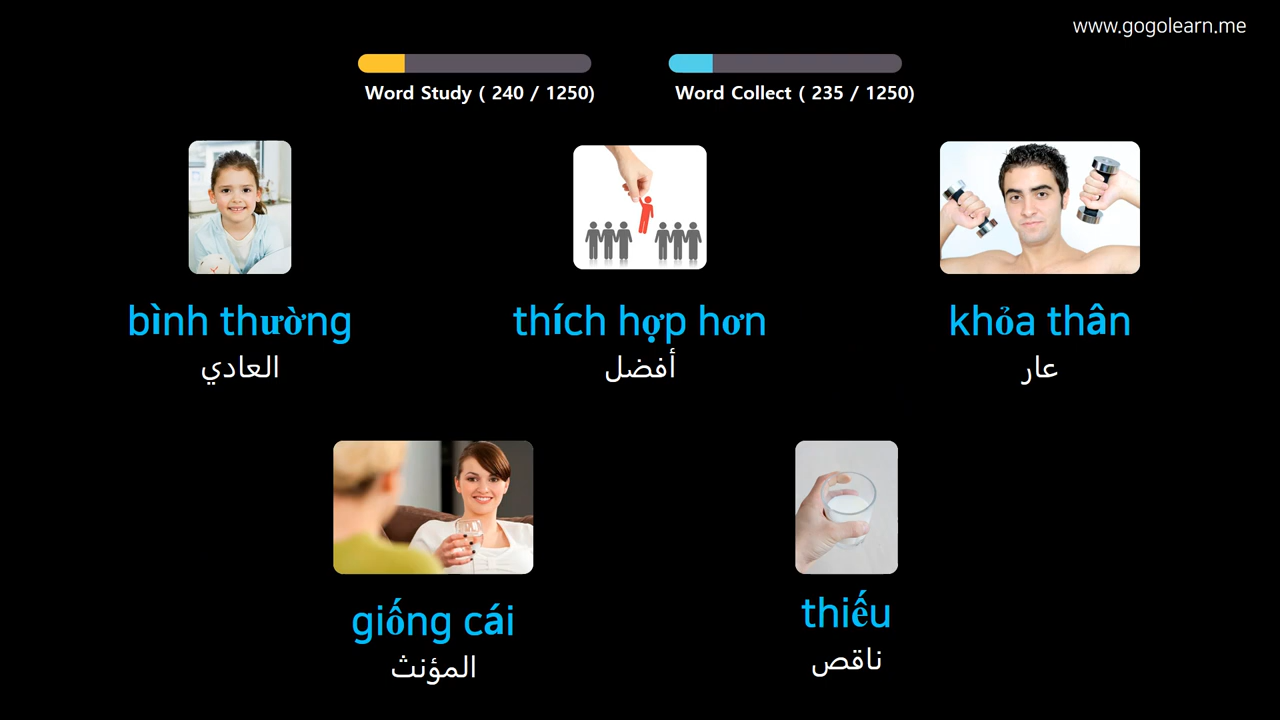 www.gogolearn.me
Word Study ( 240 / 1250)
Word Collect ( 235 / 1250)
bình thường
العادي
thích hợp hơn
أفضل
khỏa thân
عار
giống cái
المؤنث
thiếu
ناقص